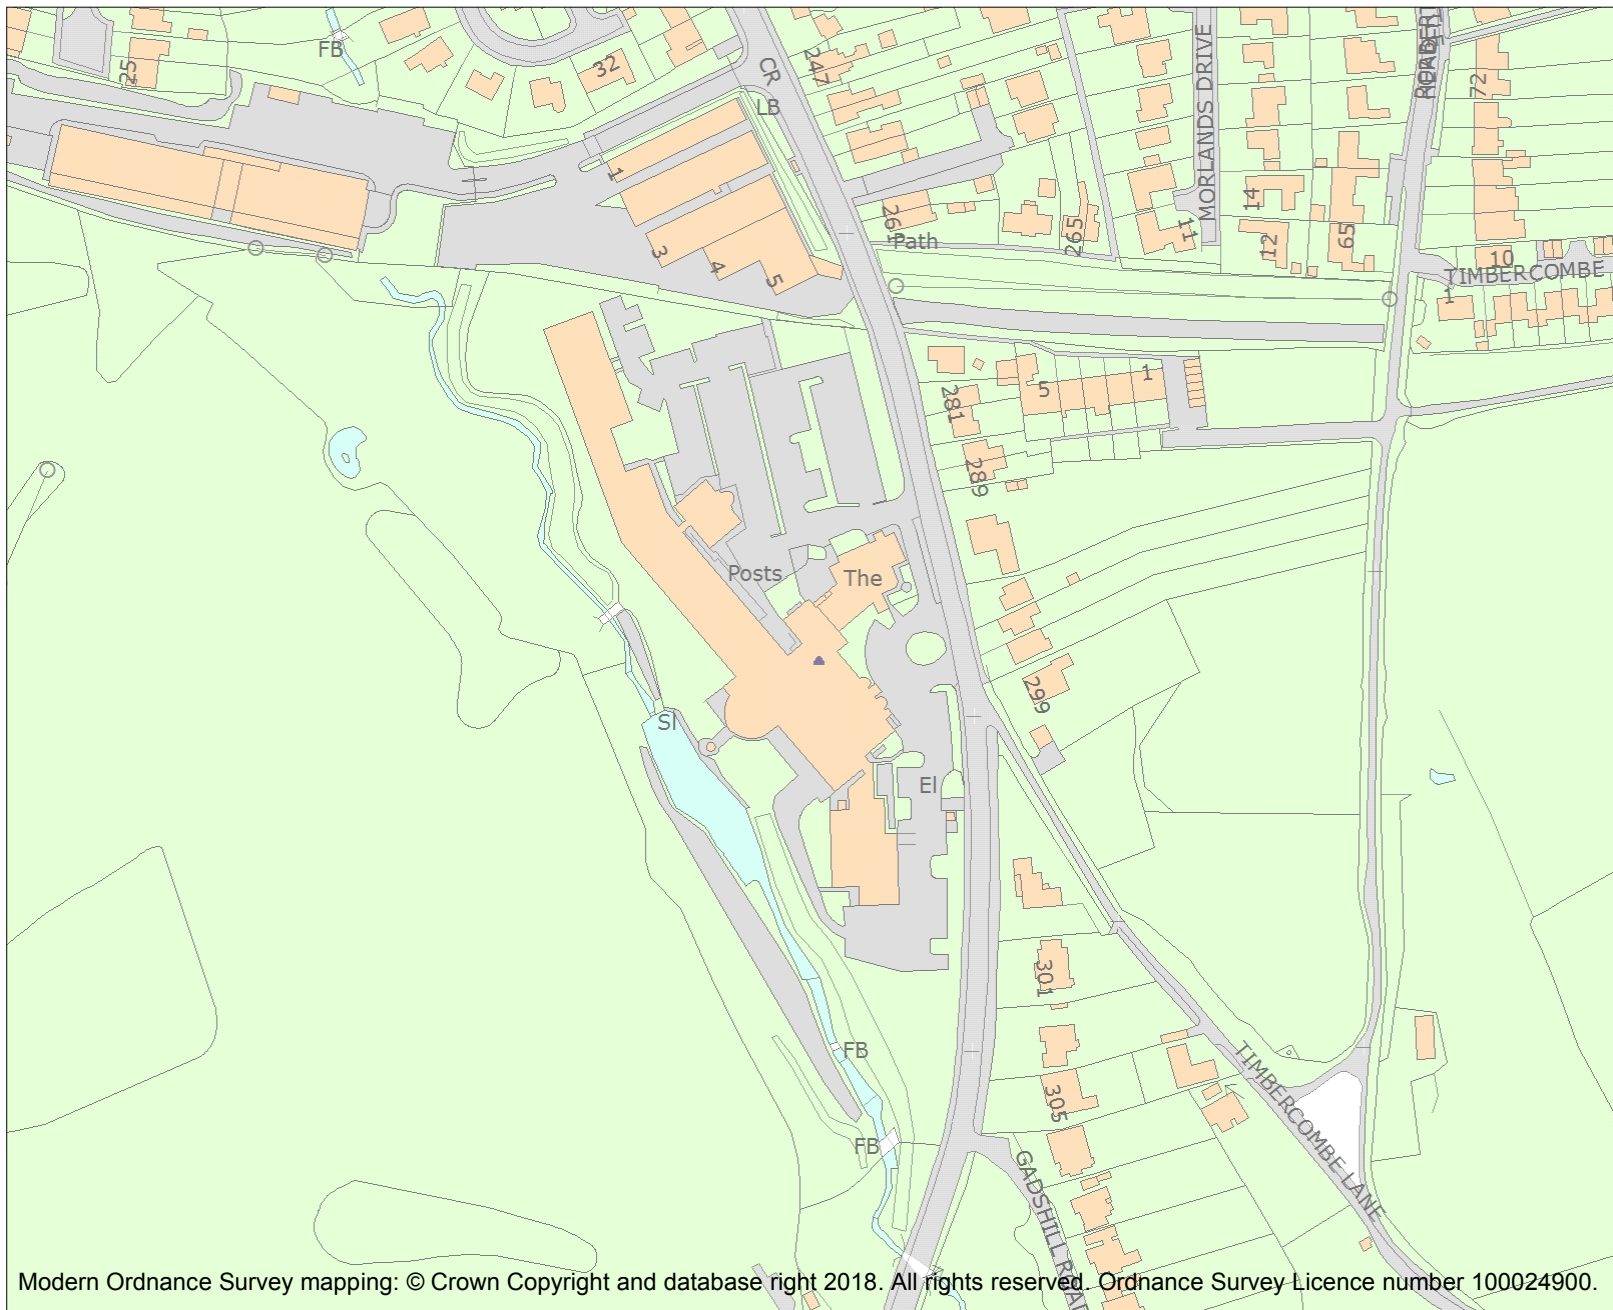 25
FB
32
CR
247
LB
MORLANDS DRIVE
72
1
3
4
5
Path
265
11
14
12
65
10
TIMBERCOMBE
1
281
5
1
289
Posts
The
299
Sl
El
301
FB
305
FB
TIMBERCOMBE LANE
GADSHILL ROAD
Modern Ordnance Survey mapping: © Crown Copyright and database right 2018. All rights reserved. Ordnance Survey Licence number 100024900.